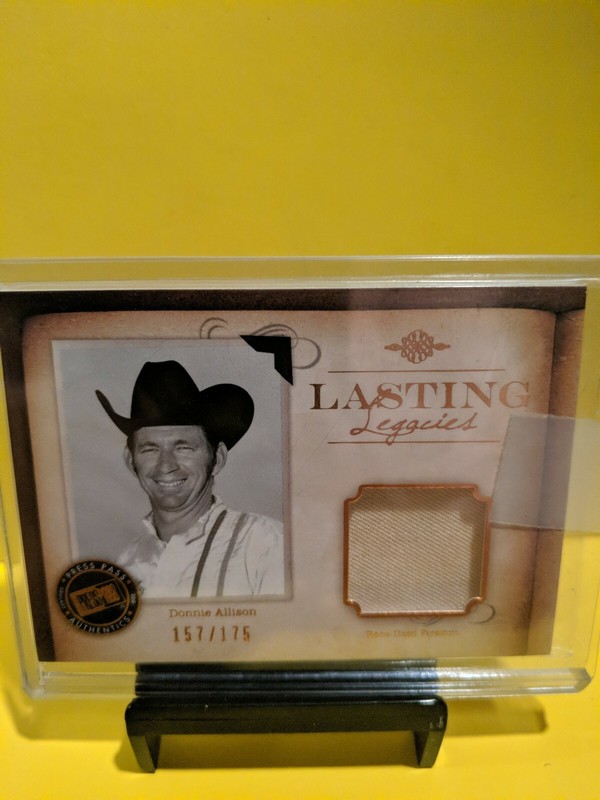 LASTING
Legacies
PRESS PASS
AUTHENTICS
Donnie Allison
157/175